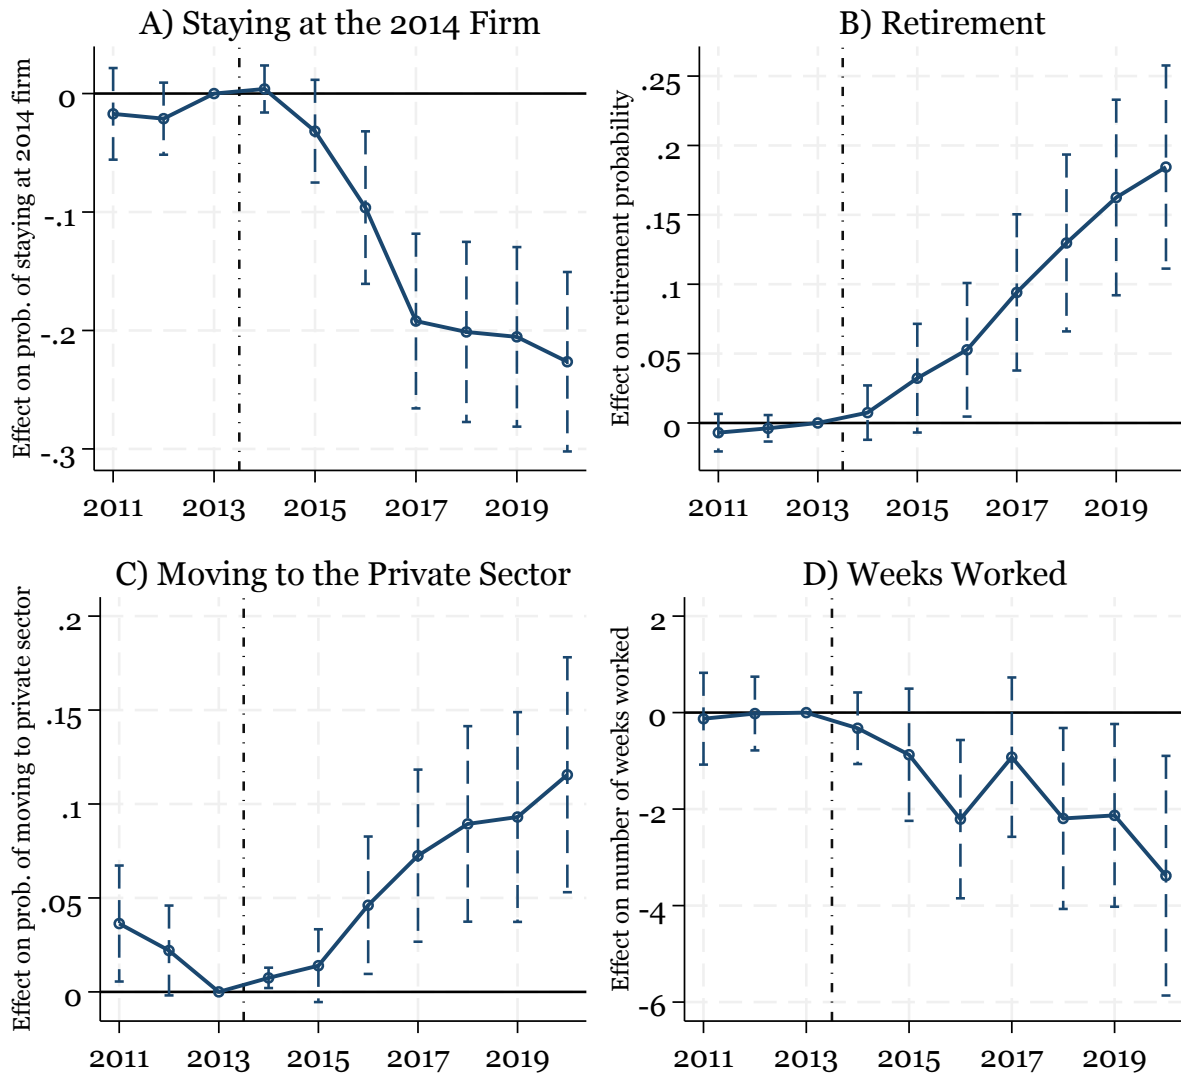 A) Staying at the 2014 Firm
Effect on prob. of staying at 2014 firm
0
-.1
-.2
-.3
2011 2013 2015 2017 2019
B) Retirement
Effect on retirement probability
.25
.2
.15
.1
.05
0
2011 2013 2015 2017 2019
C) Moving to the Private Sector
Effect on prob. of moving to private sector
.2
.15
.1
.05
0
2011 2013 2015 2017 2019
D) Weeks Worked
Effect on number of weeks worked
2
0
-2
-4
-6
2011 2013 2015 2017 2019